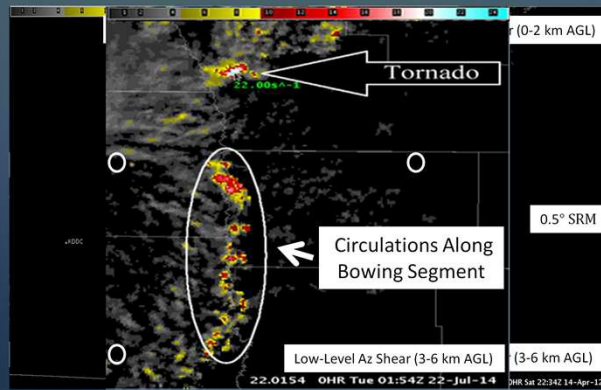 r (0-2 km AGL)
Tornado
22.00s^-1
KDDC
0.5° SRM
Circulations Along
Bowing Segment
Low-Level Az Shear (3-6 km AGL)
r (3-6 km AGL)
22.0154 0HR Tue 01:54Z 22-Jul-14
0HR Sat 22:34Z 14-Apr-12